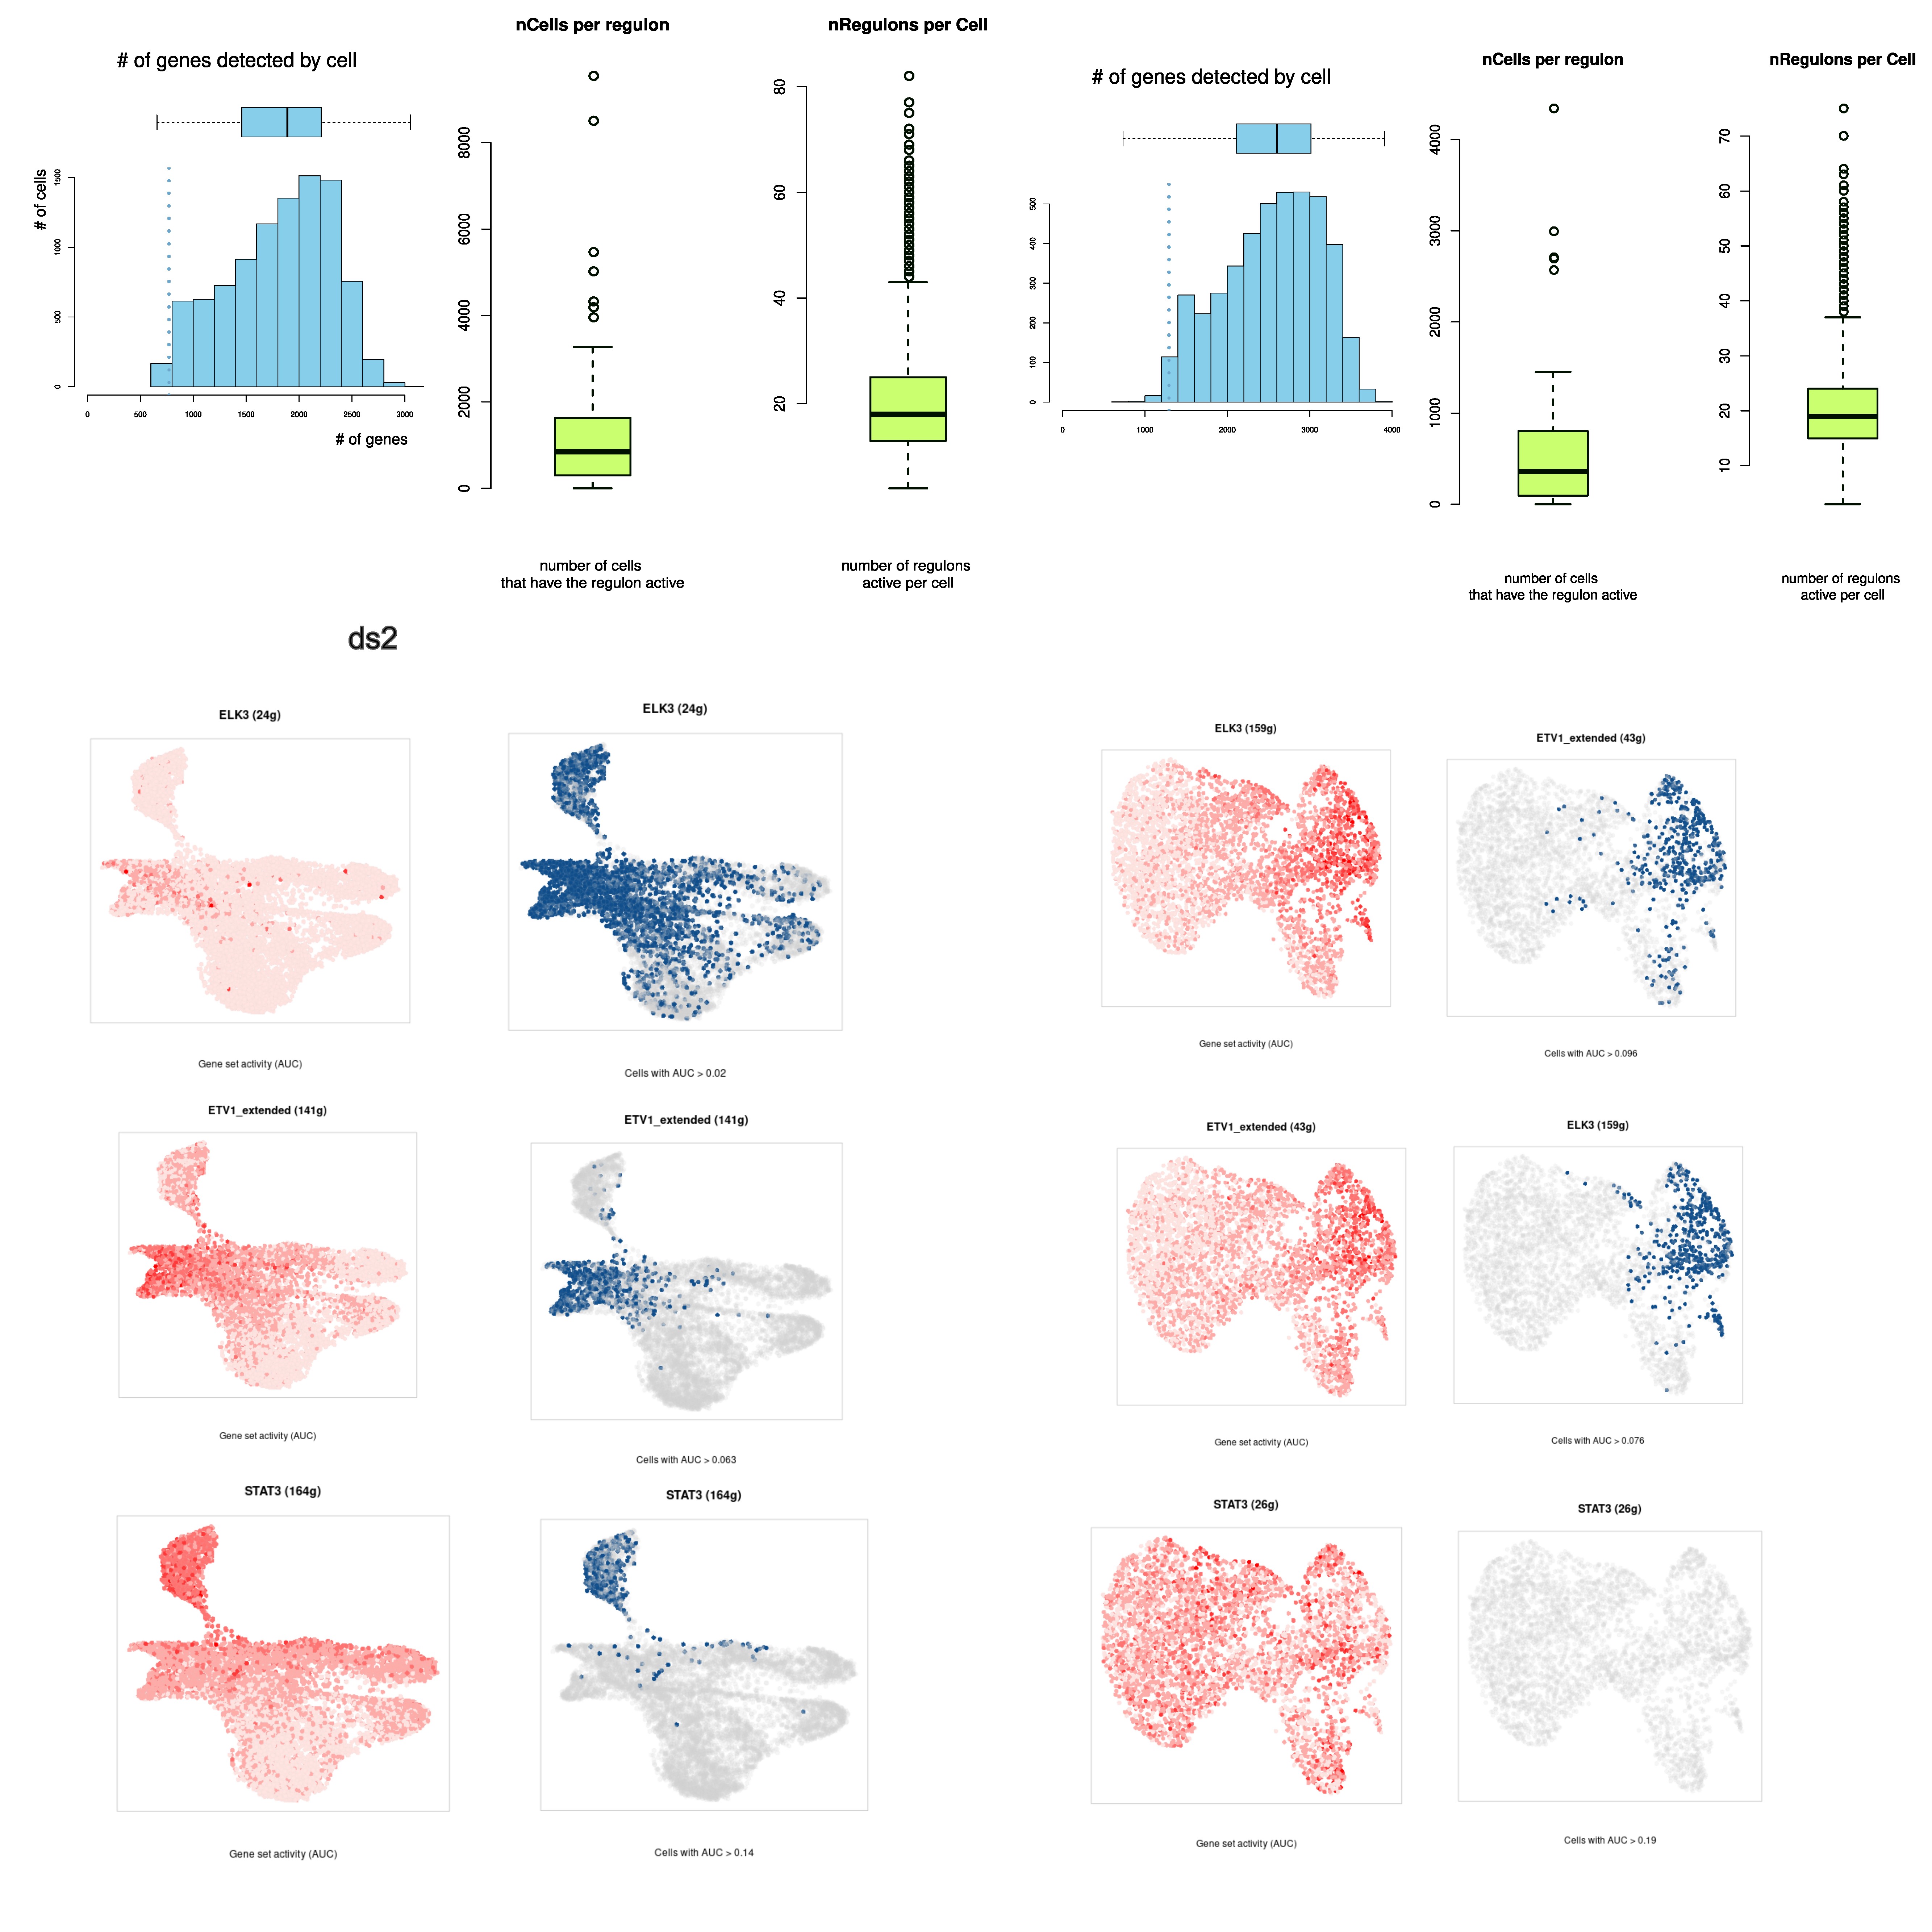 nCells per regulon
nRegulons per Cell
# of genes detected by cell
# of cells
0
500
1000
1500
0
500
1000
1500
2000
2500
3000
# of genes
0
2000
4000
6000
8000
number of cells
that have the regulon active
20
40
60
80
number of regulons
active per cell
nCells per regulon
nRegulons per Cell
# of genes detected by cell
0
100
200
300
400
500
0
1000
2000
3000
4000
0
1000
2000
3000
4000
number of cells
that have the regulon active
10
20
30
40
50
60
70
number of regulons
active per cell
ds2
ELK3 (24g)
Gene set activity (AUC)
ELK3 (24g)
Cells with AUC > 0.02
ELK3 (159g)
Gene set activity (AUC)
ETV1_extended (43g)
Cells with AUC > 0.096
ETV1_extended (141g)
Gene set activity (AUC)
ETV1_extended (141g)
Cells with AUC > 0.063
ETV1_extended (43g)
Gene set activity (AUC)
ELK3 (159g)
Cells with AUC > 0.076
STAT3 (164g)
Gene set activity (AUC)
STAT3 (164g)
Cells with AUC > 0.14
STAT3 (26g)
Gene set activity (AUC)
STAT3 (26g)
Cells with AUC > 0.19